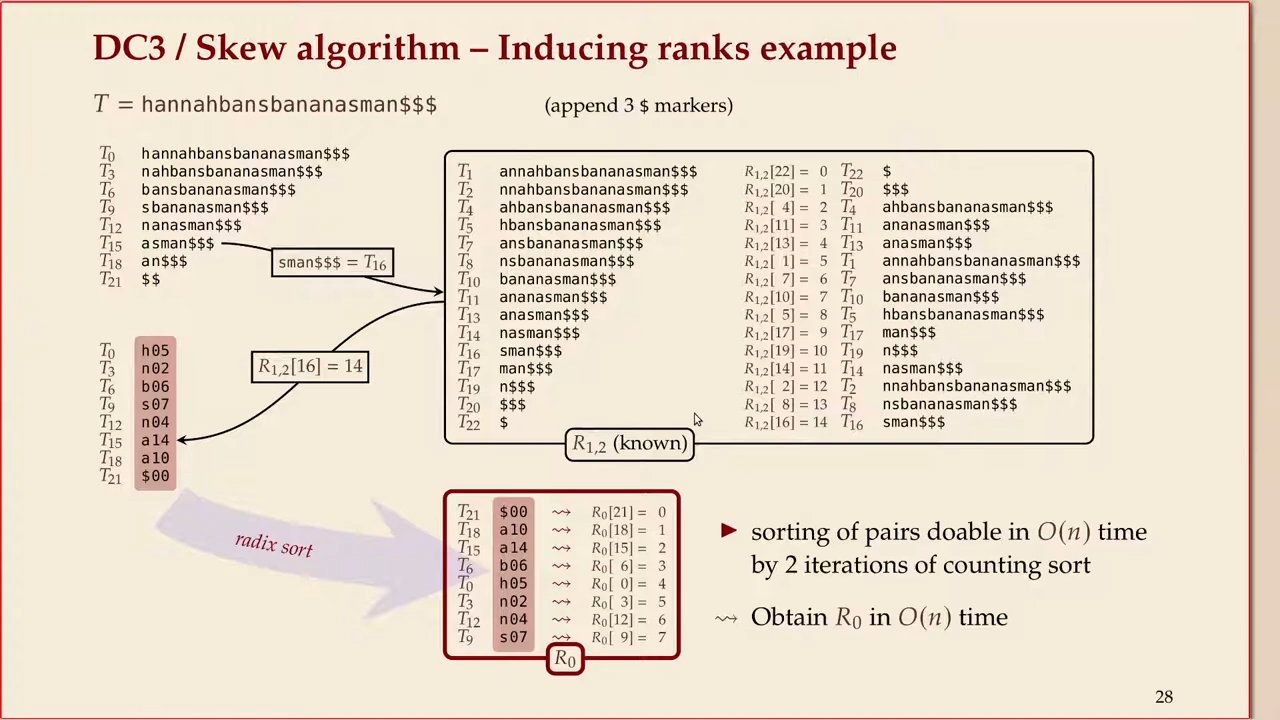 DC3 / Skew algorithm – Inducing ranks example
T = hannahbansbananasman$$$ (append 3 $ markers)
T0 hannahbansbananasman$$$
T3 nahbansbananasman$$$
T6 bansbananasman$$$
T9 sbananasman$$$
T12 nanasman$$$
T15 asman$$$
T18 an$$$
T21 $$
sman$$$ = T16
R1,2[16] = 14
T0 h05
T3 n02
T6 b06
T9 s07
T12 n04
T15 a14
T18 a10
T21 $00
T1 annahbansbananasman$$$
T2 nnahbansbananasman$$$
T4 ahbansbananasman$$$
T5 hbansbananasman$$$
T7 ansbananasman$$$
T8 nsbananasman$$$
T10 bananasman$$$
T11 ananasman$$$
T13 anasman$$$
T14 nasman$$$
T16 sman$$$
T17 man$$$
T19 n$$$
T20 $$$
T22 $
R1,2[22] = 0 T22 $
R1,2[20] = 1 T20 $$$
R1,2[ 4] = 2 T4 ahbansbananasman$$$
R1,2[11] = 3 T11 ananasman$$$
R1,2[13] = 4 T13 anasman$$$
R1,2[ 1] = 5 T1 annahbansbananasman$$$
R1,2[ 7] = 6 T7 ansbananasman$$$
R1,2[10] = 7 T10 bananasman$$$
R1,2[ 5] = 8 T5 hbansbananasman$$$
R1,2[17] = 9 T17 man$$$
R1,2[19] = 10 T19 n$$$
R1,2[14] = 11 T14 nasman$$$
R1,2[ 2] = 12 T2 nnahbansbananasman$$$
R1,2[ 8] = 13 T8 nsbananasman$$$
R1,2[16] = 14 T16 sman$$$
R1,2 (known)
radix sort
T21 $00 ⇝ R0[21] = 0
T18 a10 ⇝ R0[18] = 1
T15 a14 ⇝ R0[15] = 2
T6 b06 ⇝ R0[ 6] = 3
T0 h05 ⇝ R0[ 0] = 4
T3 n02 ⇝ R0[ 3] = 5
T12 n04 ⇝ R0[12] = 6
T9 s07 ⇝ R0[ 9] = 7
R0
▶ sorting of pairs doable in O(n) time
by 2 iterations of counting sort
⇝ Obtain R0 in O(n) time
28